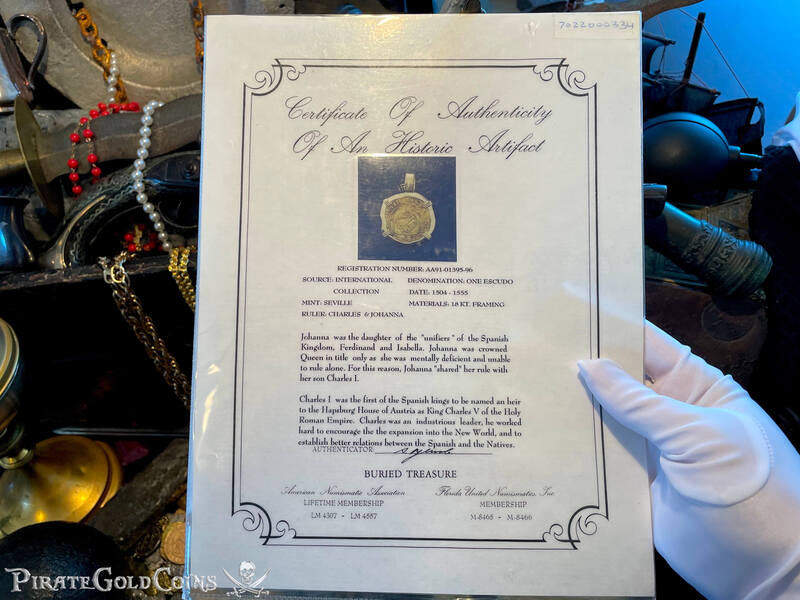 7022000334
Certificate Of Authenticity
Of An Historic Artifact
REGISTRATION NUMBER: AA91-01395-96
SOURCE: INTERNATIONAL DENOMINATION: ONE ESCUDO
COLLECTION DATE: 1504 - 1555
MINT: SEVILLE MATERIALS: 18 KT. FRAMING
RULER: CHARLES & JOHANNA
Johanna was the daughter of the "unifiers" of the Spanish
Kingdom, Ferdinand and Isabella. Johanna was crowned
Queen in title only as she was mentally deficient and unable
to rule alone. For this reason, Johanna "shared" her rule with
her son Charles I.
Charles I was the first of the Spanish kings to be named an heir
to the Hapsburg House of Austria as King Charles V of the Holy
Roman Empire. Charles was an industrious leader, he worked
hard to encourage the the expansion into the New World, and to
establish better relations between the Spanish and the Natives.
AUTHENTICATOR:
BURIED TREASURE
American Numismatic Association Florida United Numismatics, Inc.
LIFETIME MEMBERSHIP MEMBERSHIP
LM 4307 - LM 4557 M-8465 - M-8466
PIRATEGOLDCOINS